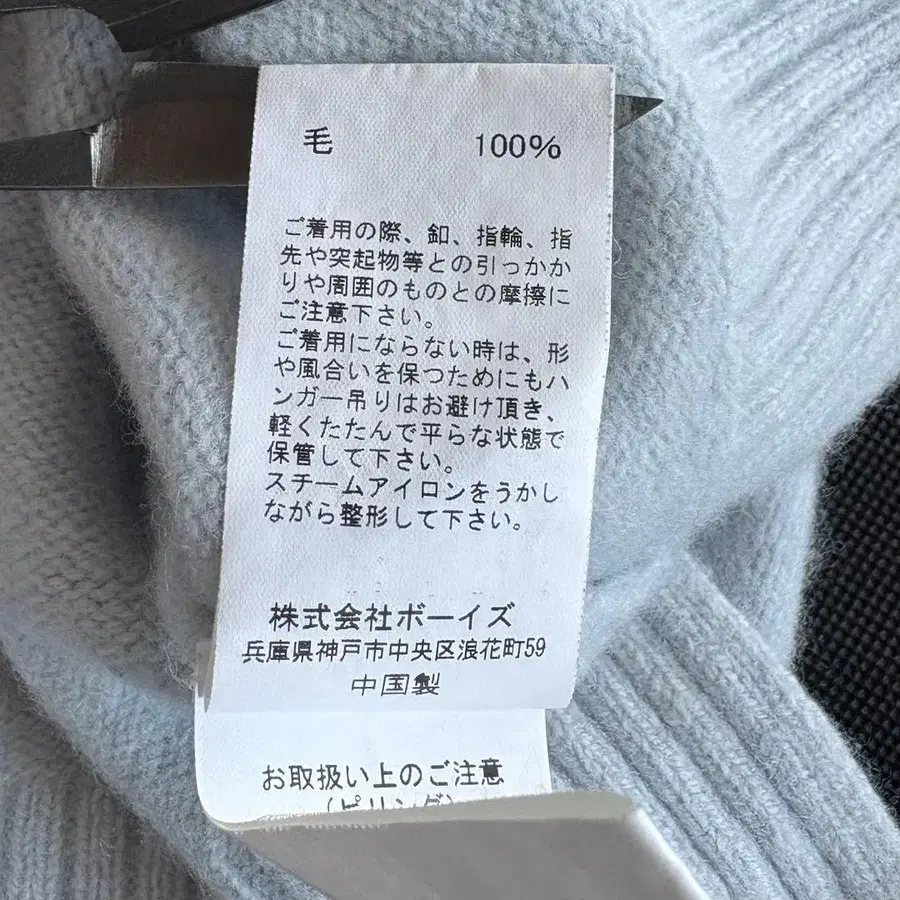 毛 100%
ご着用の際、釦、指輪、指
先や突起物等との引っかか
りや周囲のものとの摩擦に
ご注意下さい。
ご着用にならない時は、形
や風合いを保つためにもハ
ンガー吊りはお避け頂き、
軽くたたんで平らな状態で
保管して下さい。
スチームアイロンをうかし
ながら整形して下さい。
株式会社ボーイズ
兵庫県神戸市中央区浪花町59
中国製
お取扱い上のご注意
(ピリング)